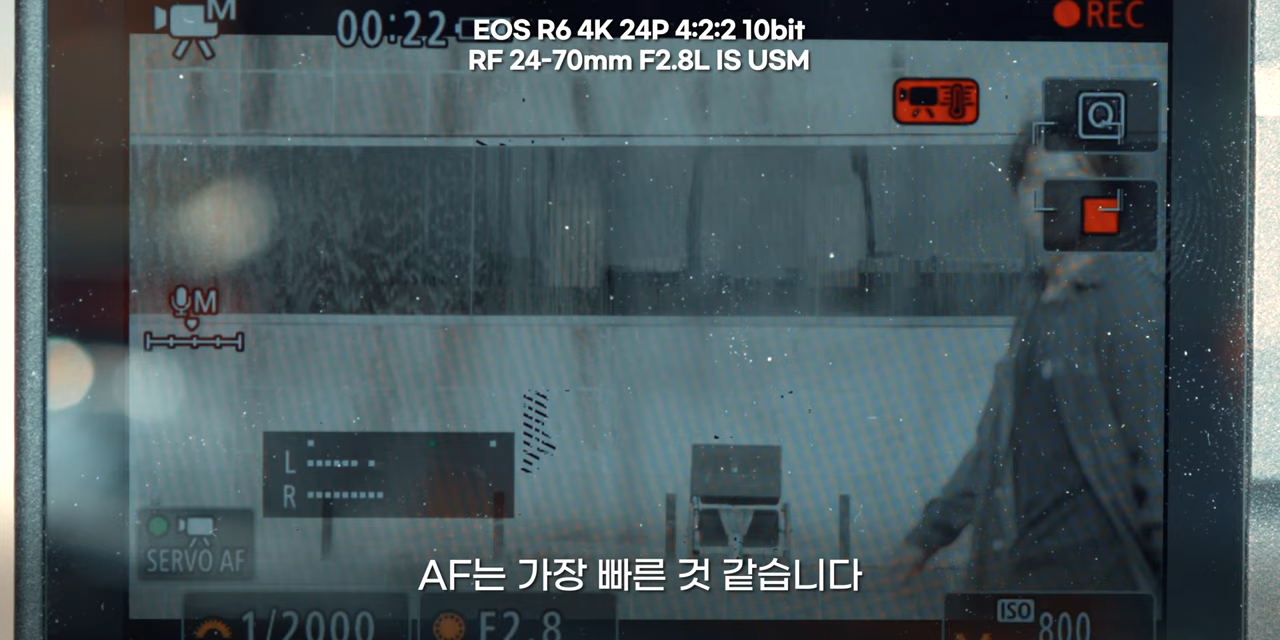 M
00:22
REC
EOS R6 4K 24P 4:2:2 10bit
RF 24-70mm F2.8L IS USM
Q
M
L
R
SERVO AF
AF는 가장 빠른 것 같습니다
1/2000
F2.8
ISO 800